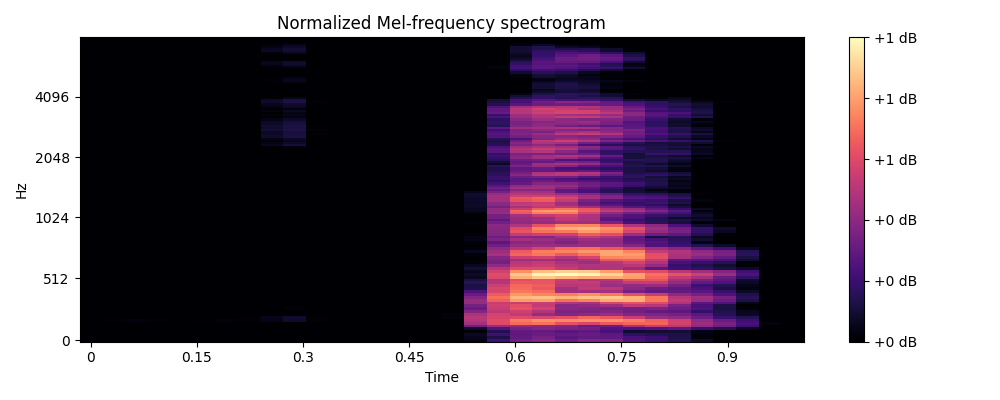 Normalized Mel-frequency spectrogram
Hz
4096
2048
1024
512
0
0 0.15 0.3 0.45 0.6 0.75 0.9
Time
+1 dB
+1 dB
+1 dB
+0 dB
+0 dB
+0 dB